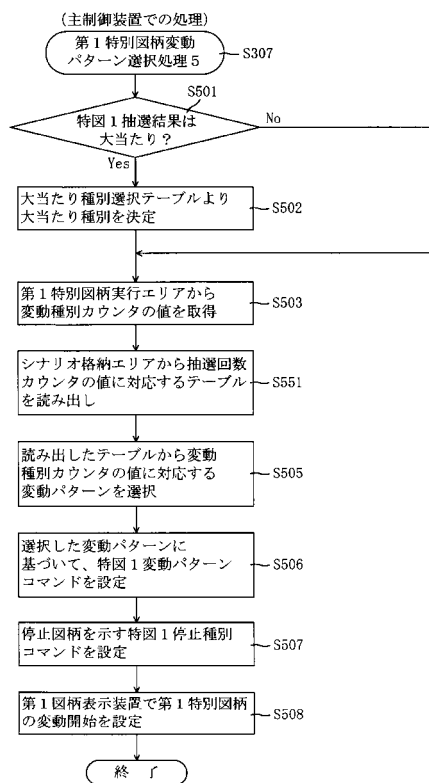 (主制御装置での処理)
第1特別図柄変動
パターン選択処理5
S307
S501
特図1抽選結果は
大当たり?
No
Yes
大当たり種別選択テーブルより
大当たり種別を決定
S502
第1特別図柄実行エリアから
変動種別カウンタの値を取得
S503
シナリオ格納エリアから抽選回数
カウンタの値に対応するテーブル
を読み出し
S551
読み出したテーブルから変動
種別カウンタの値に対応する
変動パターンを選択
S505
選択した変動パターンに
基づいて、特図1変動パターン
コマンドを設定
S506
停止図柄を示す特図1停止種別
コマンドを設定
S507
第1図柄表示装置で第1特別図柄
の変動開始を設定
S508
終 了